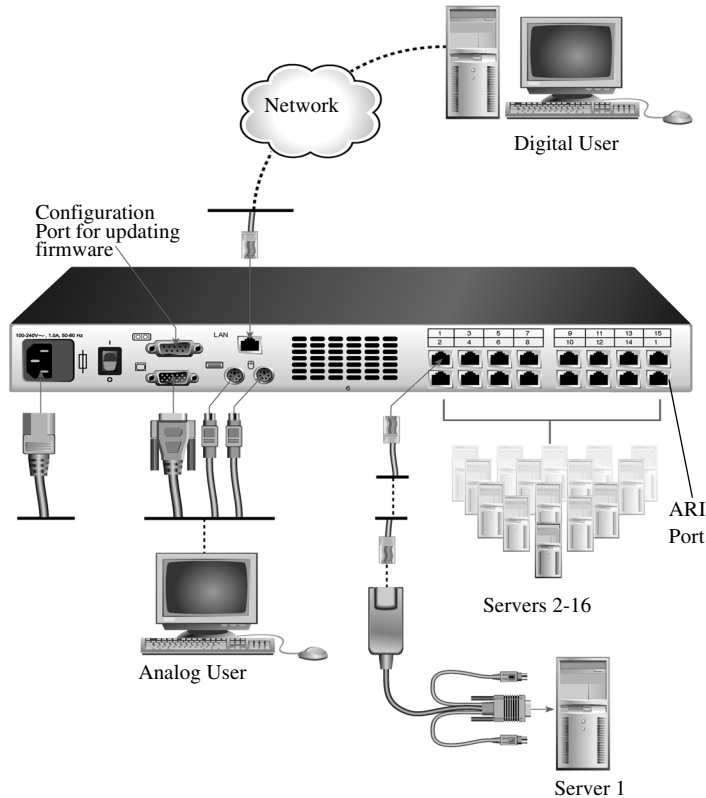 Network
Digital User
Configuration
Port for updating
firmware
100-240V~, 1.0A, 50-60 Hz
LAN
1 3 5 7
2 4 6 8
9 11 13 15
10 12 14 1
6
ARI
Port
Servers 2-16
Analog User
Server 1